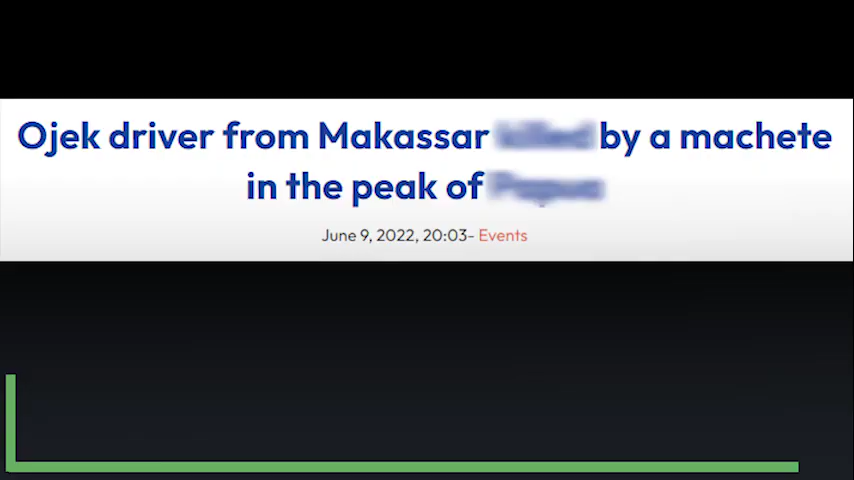 Ojek driver from Makassar by a machete
in the peak of
June 9, 2022, 20:03- Events